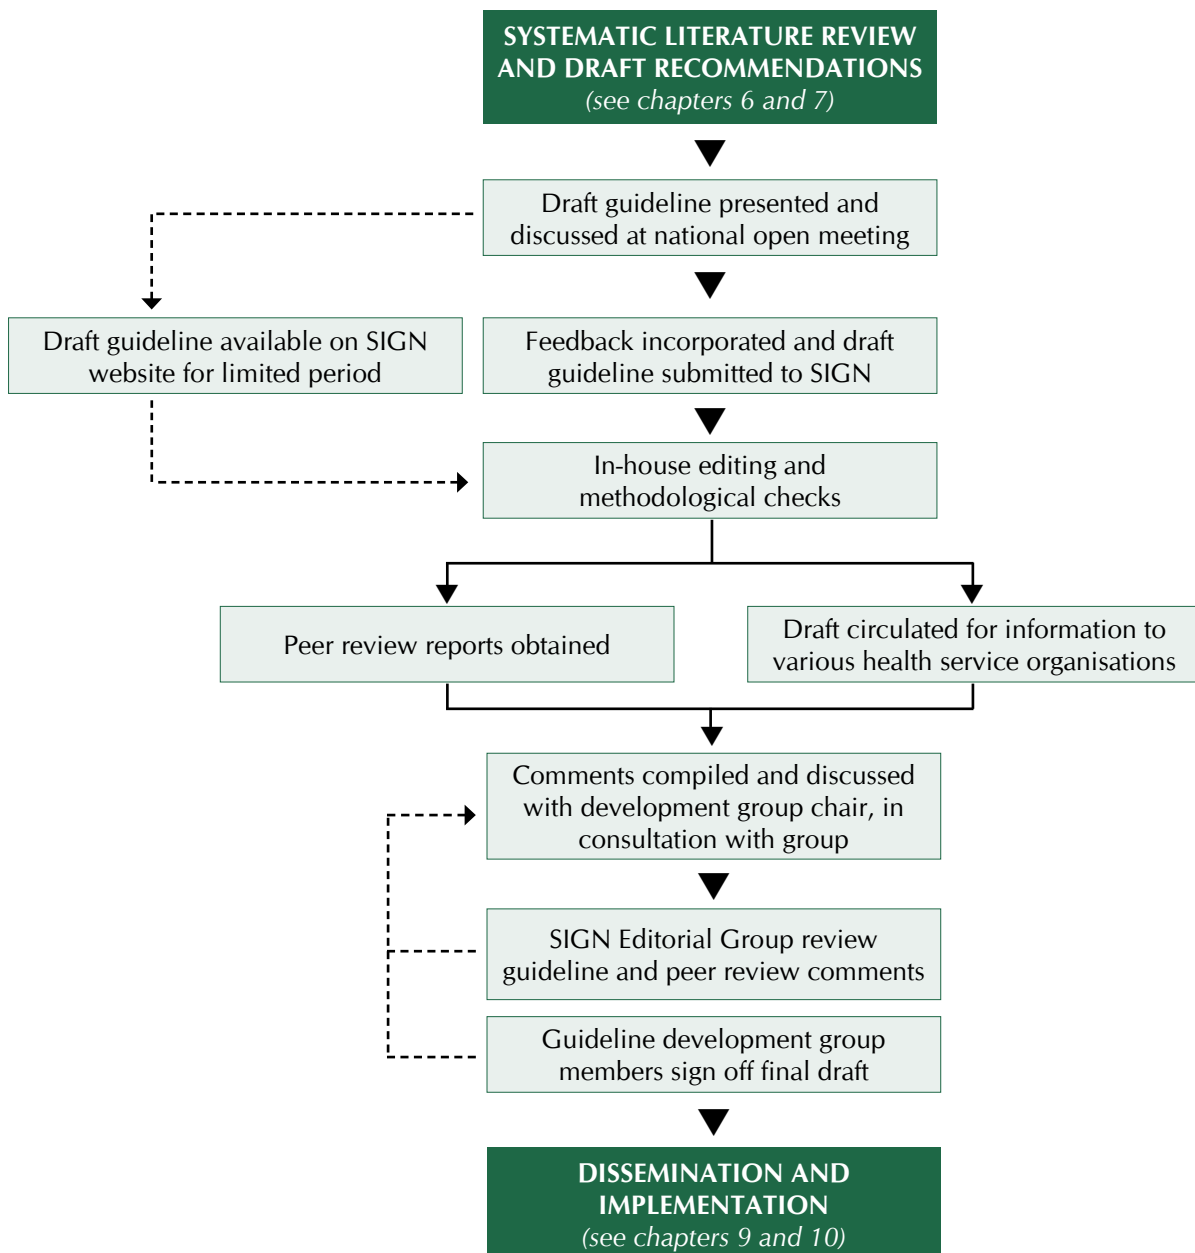 SYSTEMATIC LITERATURE REVIEW
AND DRAFT RECOMMENDATIONS
(see chapters 6 and 7)
Draft guideline presented and
discussed at national open meeting
Draft guideline available on SIGN
website for limited period
Feedback incorporated and draft
guideline submitted to SIGN
In-house editing and
methodological checks
Peer review reports obtained
Draft circulated for information to
various health service organisations
Comments compiled and discussed
with development group chair, in
consultation with group
SIGN Editorial Group review
guideline and peer review comments
Guideline development group
members sign off final draft
DISSEMINATION AND
IMPLEMENTATION
(see chapters 9 and 10)